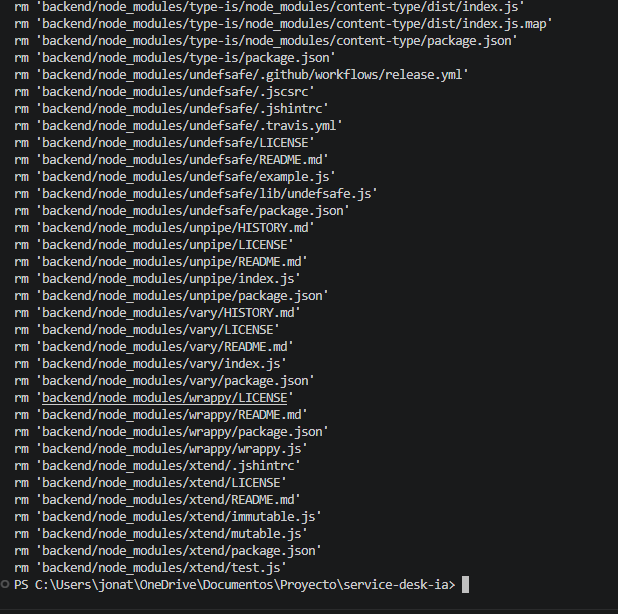 rm 'backend/node_modules/type-is/node_modules/content-type/dist/index.js'
rm 'backend/node_modules/type-is/node_modules/content-type/dist/index.js.map'
rm 'backend/node_modules/type-is/node_modules/content-type/package.json'
rm 'backend/node_modules/type-is/package.json'
rm 'backend/node_modules/undefsafe/.github/workflows/release.yml'
rm 'backend/node_modules/undefsafe/.jscsrc'
rm 'backend/node_modules/undefsafe/.jshintrc'
rm 'backend/node_modules/undefsafe/.travis.yml'
rm 'backend/node_modules/undefsafe/LICENSE'
rm 'backend/node_modules/undefsafe/README.md'
rm 'backend/node_modules/undefsafe/example.js'
rm 'backend/node_modules/undefsafe/lib/undefsafe.js'
rm 'backend/node_modules/undefsafe/package.json'
rm 'backend/node_modules/unpipe/HISTORY.md'
rm 'backend/node_modules/unpipe/LICENSE'
rm 'backend/node_modules/unpipe/README.md'
rm 'backend/node_modules/unpipe/index.js'
rm 'backend/node_modules/unpipe/package.json'
rm 'backend/node_modules/vary/HISTORY.md'
rm 'backend/node_modules/vary/LICENSE'
rm 'backend/node_modules/vary/README.md'
rm 'backend/node_modules/vary/index.js'
rm 'backend/node_modules/vary/package.json'
rm 'backend/node_modules/wrappy/LICENSE'
rm 'backend/node_modules/wrappy/README.md'
rm 'backend/node_modules/wrappy/package.json'
rm 'backend/node_modules/wrappy/wrappy.js'
rm 'backend/node_modules/xtend/.jshintrc'
rm 'backend/node_modules/xtend/LICENSE'
rm 'backend/node_modules/xtend/README.md'
rm 'backend/node_modules/xtend/immutable.js'
rm 'backend/node_modules/xtend/mutable.js'
rm 'backend/node_modules/xtend/package.json'
rm 'backend/node_modules/xtend/test.js'
PS C:\Users\jonat\OneDrive\Documentos\Proyecto\service-desk-ia>